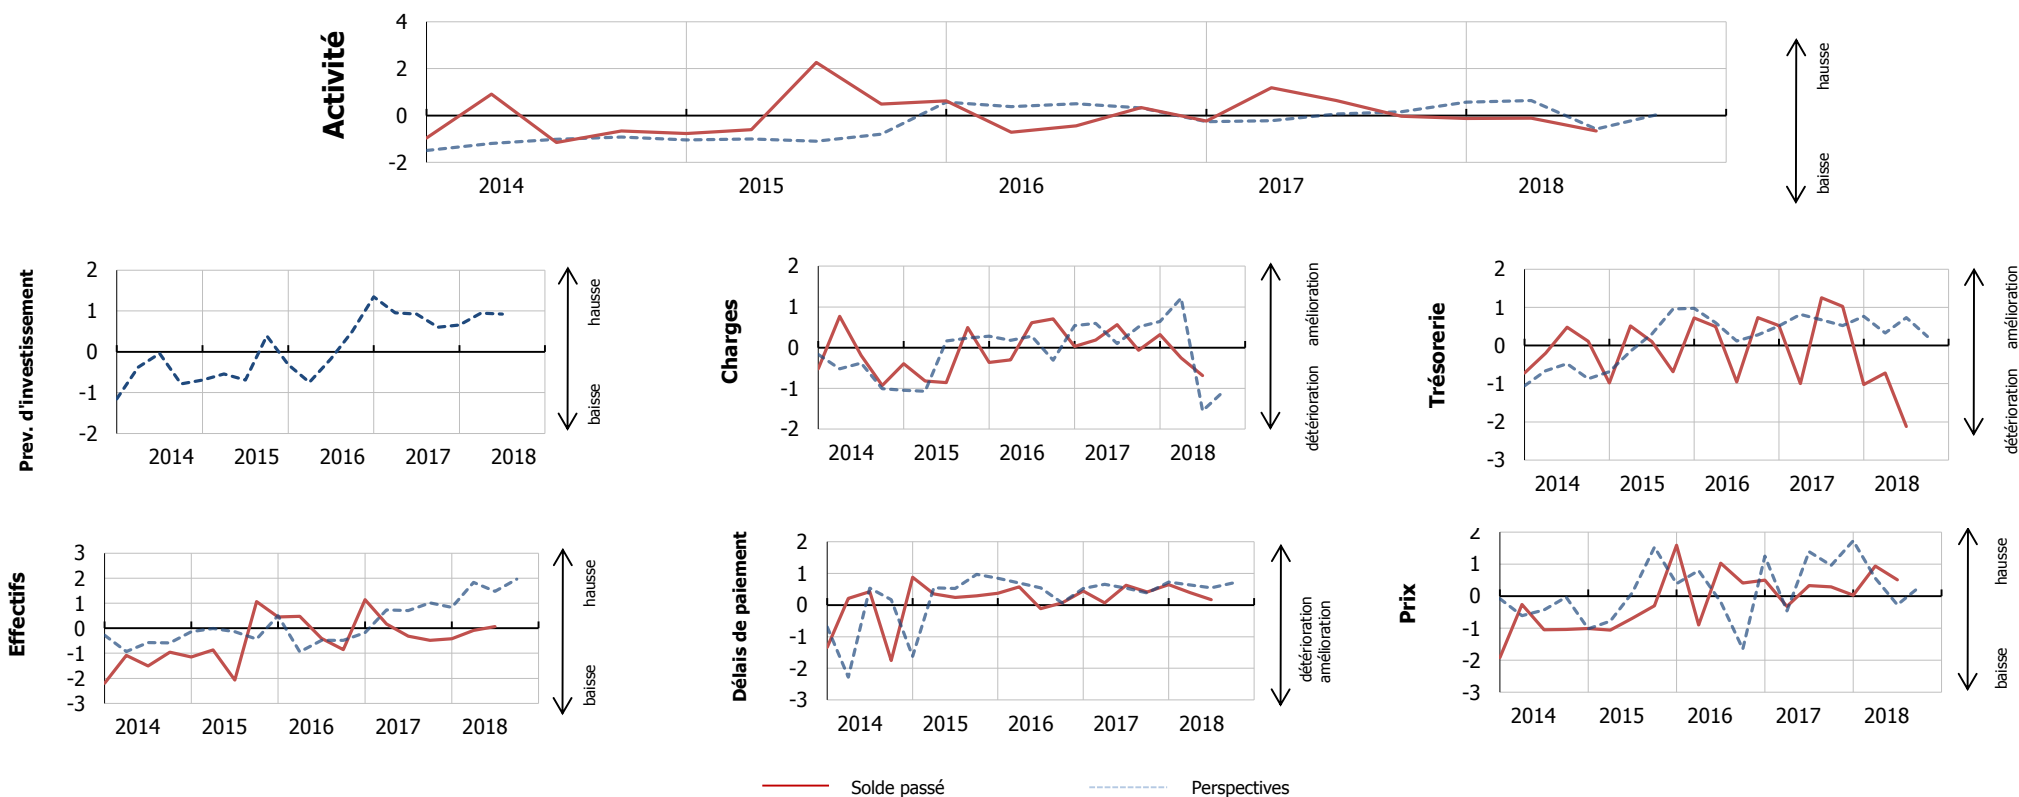 Activité
4
2
0
-2
2014 2015 2016 2017 2018
hausse
baisse
Prev. d'investissement
2
1
0
-1
-2
2014 2015 2016 2017 2018
hausse
baisse
Charges
2
1
0
-1
-2
2014 2015 2016 2017 2018
amélioration
détérioration
Trésorerie
2
1
0
-1
-2
-3
2014 2015 2016 2017 2018
amélioration
détérioration
Effectifs
3
2
1
0
-1
-2
-3
2014 2015 2016 2017 2018
hausse
baisse
Délais de paiement
2
1
0
-1
-2
-3
2014 2015 2016 2017 2018
détérioration
amélioration
Prix
2
1
0
-1
-2
-3
2014 2015 2016 2017 2018
hausse
baisse
Solde passé Perspectives